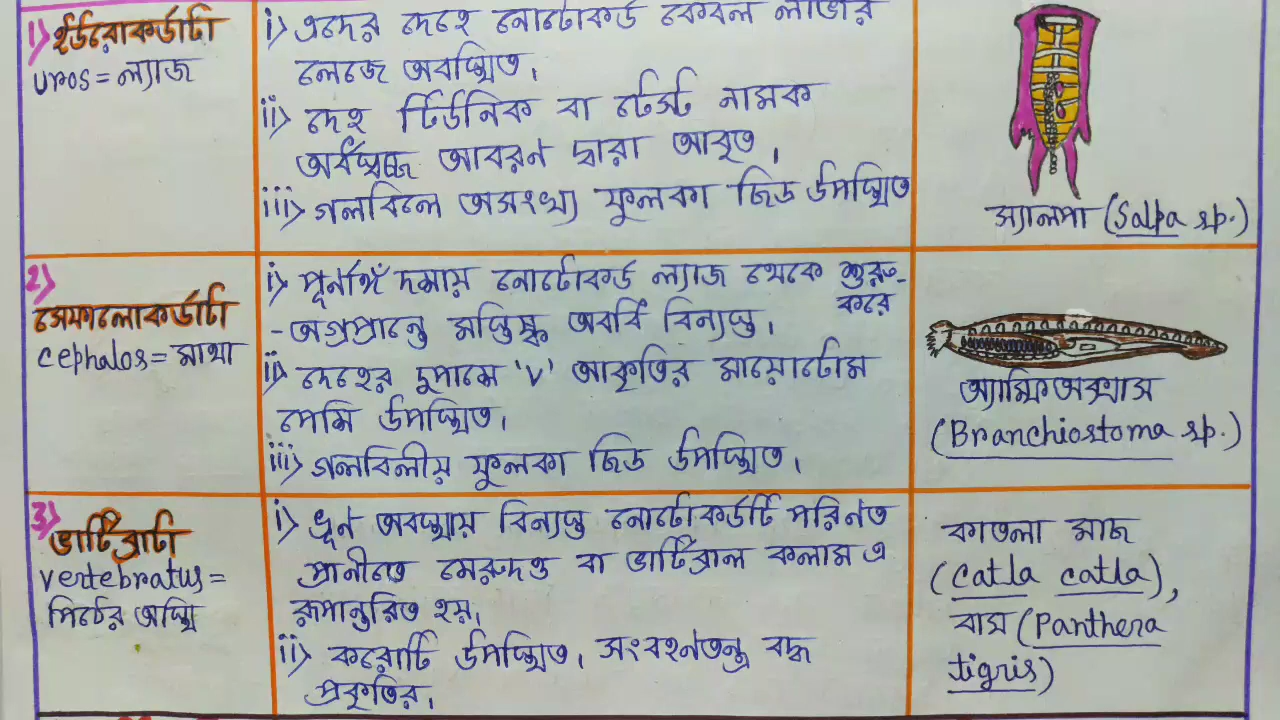 1) ইউরোকর্ডাটা
uros = ল্যাজ
i) এদের দেহে নোটোকর্ড কেবল লার্ভার
লেজে অবস্থিত।
ii) দেহ টিউনিক বা টেস্ট নামক
অর্ধস্বচ্ছ আবরণ দ্বারা আবৃত।
iii) গলবিলে অসংখ্য ফুলকা ছিদ্র উপস্থিত
স্যালপা (Salpa sp.)
2)
সেফালোকর্ডাটা
cephalos = মাথা
i) পূর্ণাঙ্গ দশায় নোটোকর্ড ল্যাজ থেকে শুরু-
করে
- অগ্রপ্রান্তে মস্তিষ্ক অবধি বিন্যস্ত।
ii) দেহের দুপাশে 'V' আকৃতির মায়োটোম
পেশি উপস্থিত।
iii) গলবিলীয় ফুলকা ছিদ্র উপস্থিত।
অ্যাম্ফিঅক্সাস
(Branchiostoma sp.)
3)
ভার্টিব্রাটা
vertebratus =
পিঠের অস্থি
i) ভ্রূণ অবস্থায় বিন্যস্ত নোটোকর্ডটি পরিণত
প্রাণীতে মেরুদণ্ড বা ভার্টিব্রাল কলাম এ
রূপান্তরিত হয়।
ii) করোটি উপস্থিত। সংবহনতন্ত্র বদ্ধ
প্রকৃতির।
কাতলা মাছ
(Catla catla),
বাঘ (Panthera
tigris)